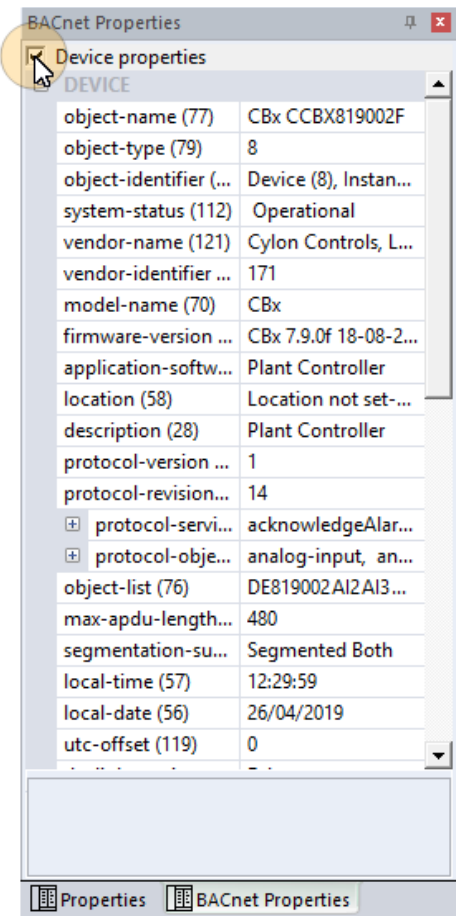 BACnet Properties
Device properties
DEVICE
object-name (77) CBx CCBX819002F
object-type (79) 8
object-identifier (... Device (8), Instan...
system-status (112) Operational
vendor-name (121) Cylon Controls, L...
vendor-identifier ... 171
model-name (70) CBx
firmware-version ... CBx 7.9.0f 18-08-2...
application-softw... Plant Controller
location (58) Location not set-...
description (28) Plant Controller
protocol-version ... 1
protocol-revision... 14
protocol-servi... acknowledgeAlar...
protocol-obje... analog-input, an...
object-list (76) DE819002AI2AI3...
max-apdu-length... 480
segmentation-su... Segmented Both
local-time (57) 12:29:59
local-date (56) 26/04/2019
utc-offset (119) 0
Properties BACnet Properties